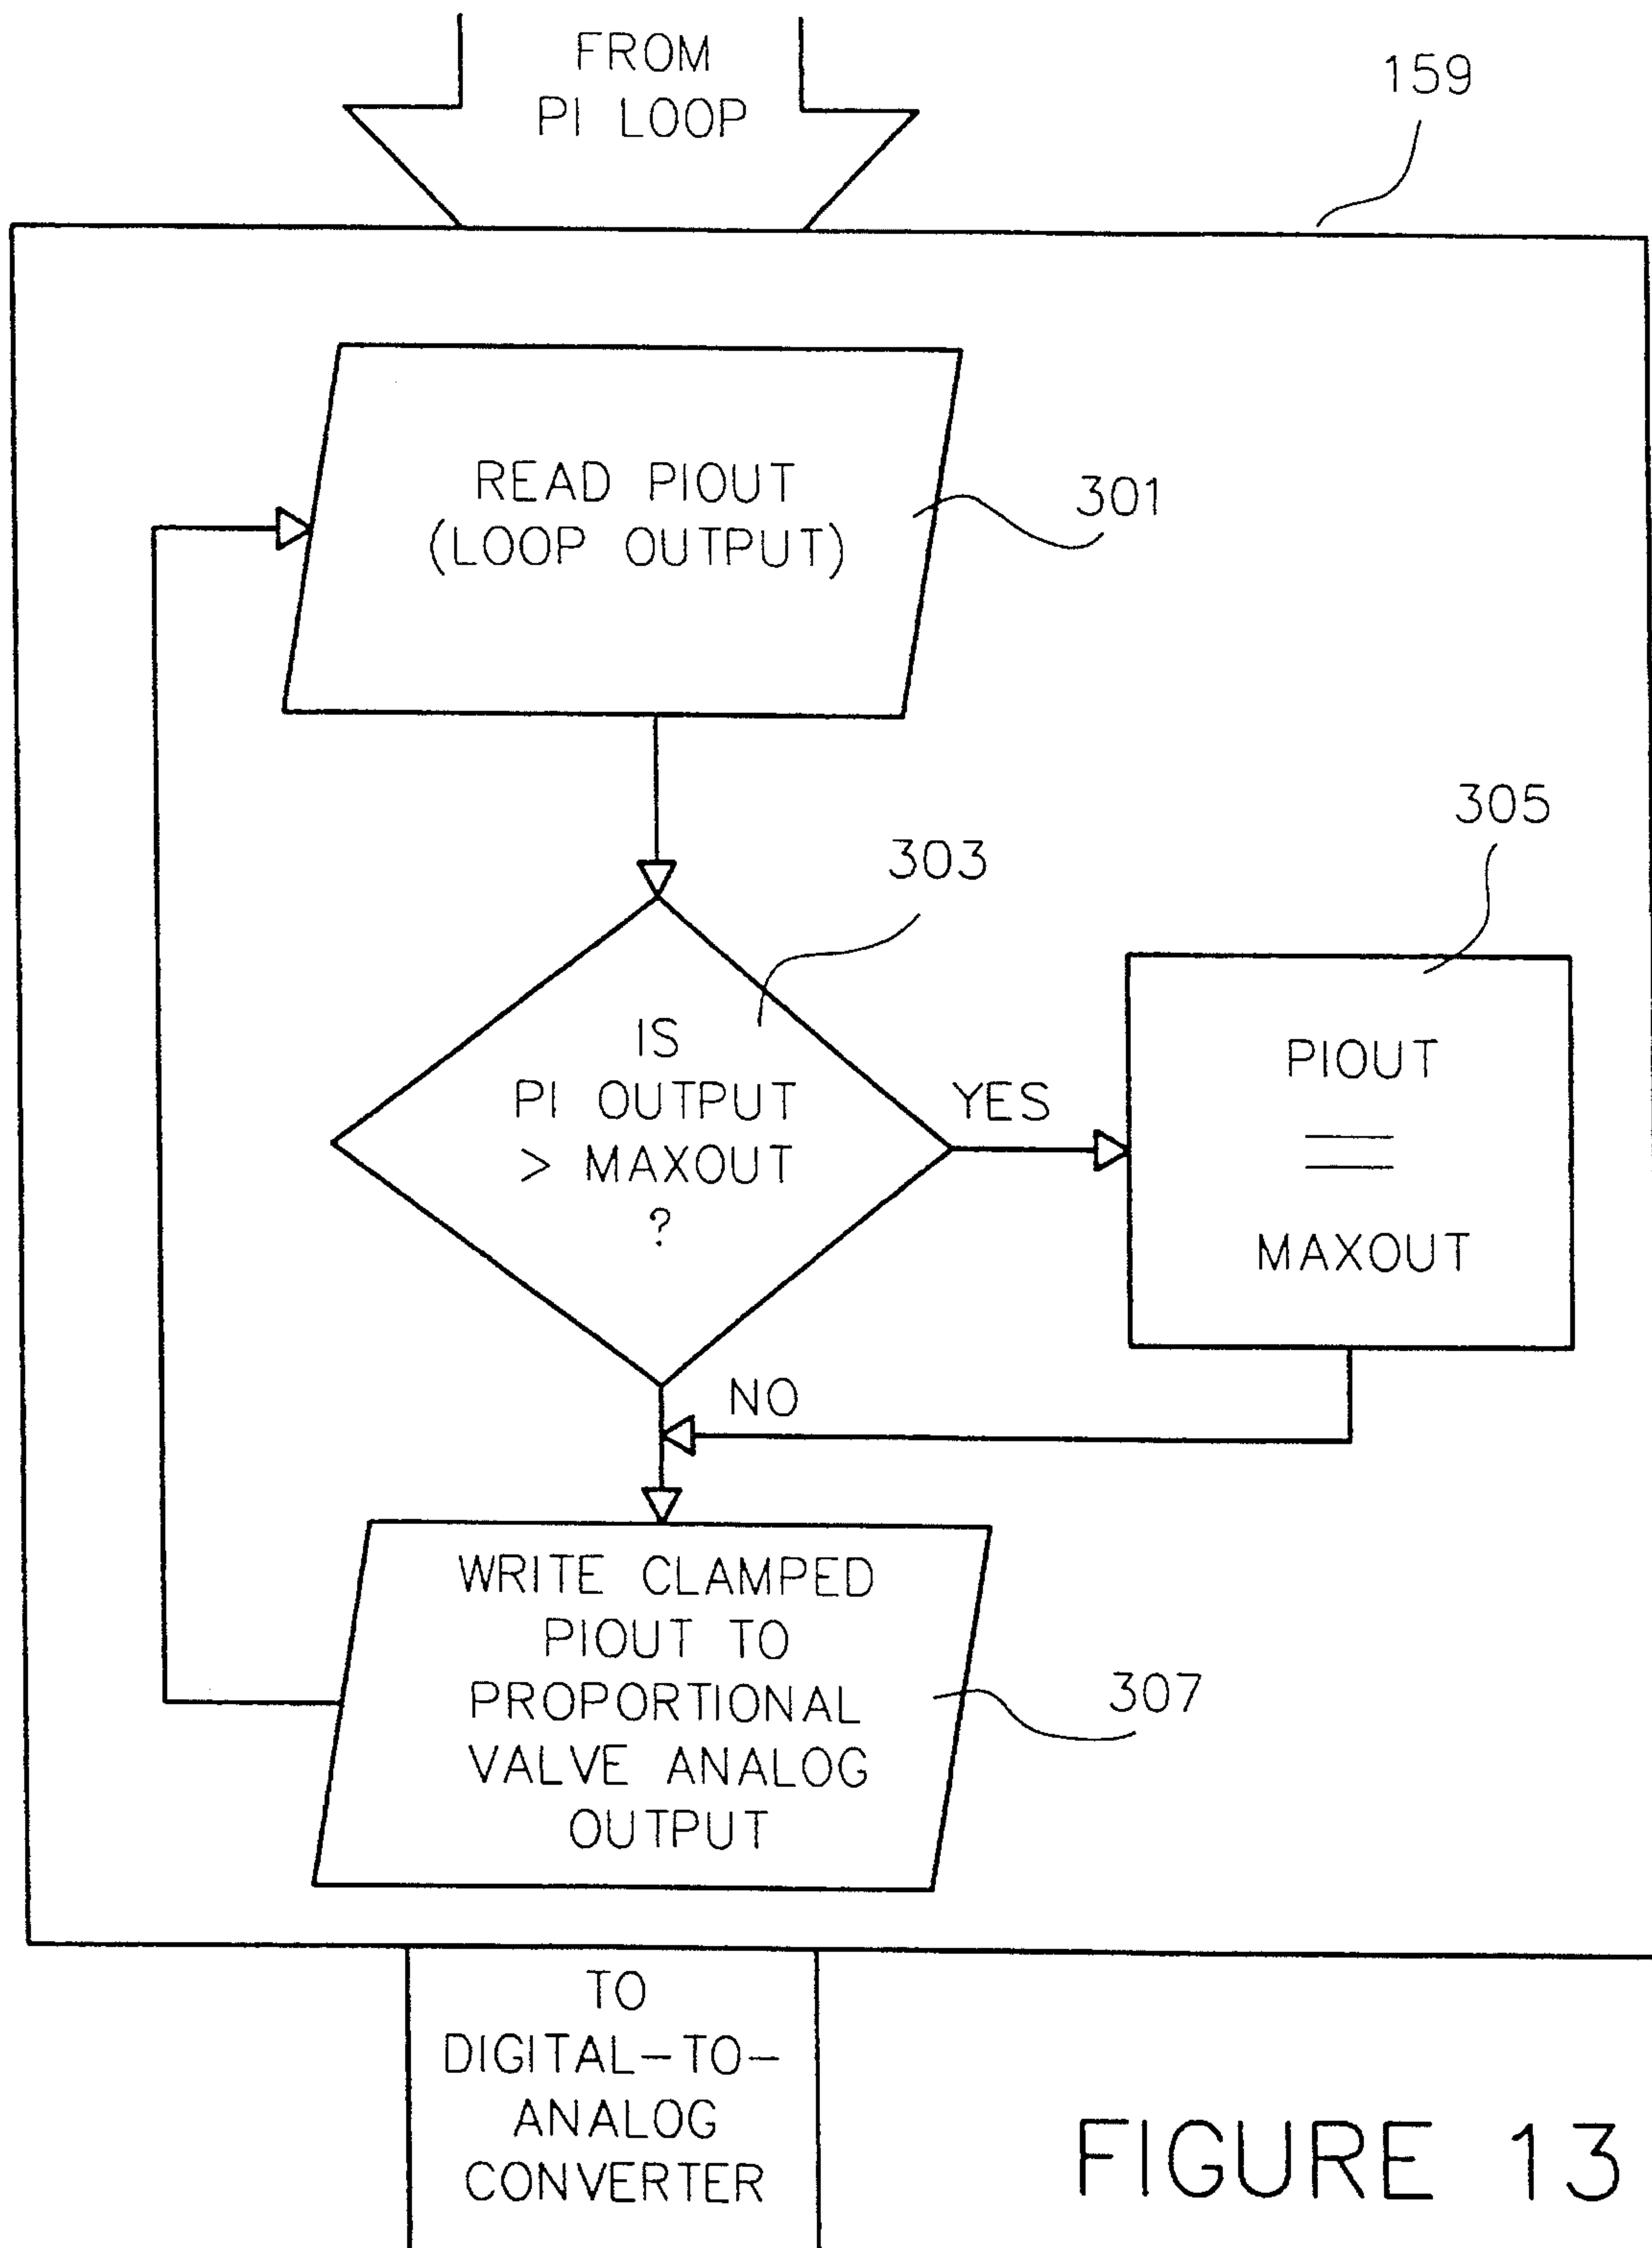 FROM
PI LOOP
159
READ PIOUT
(LOOP OUTPUT)
301
303
IS
PI OUTPUT
> MAXOUT
?
YES
305
PIOUT
=
MAXOUT
NO
WRITE CLAMPED
PIOUT TO
PROPORTIONAL
VALVE ANALOG
OUTPUT
307
TO
DIGITAL-TO-
ANALOG
CONVERTER
FIGURE 13